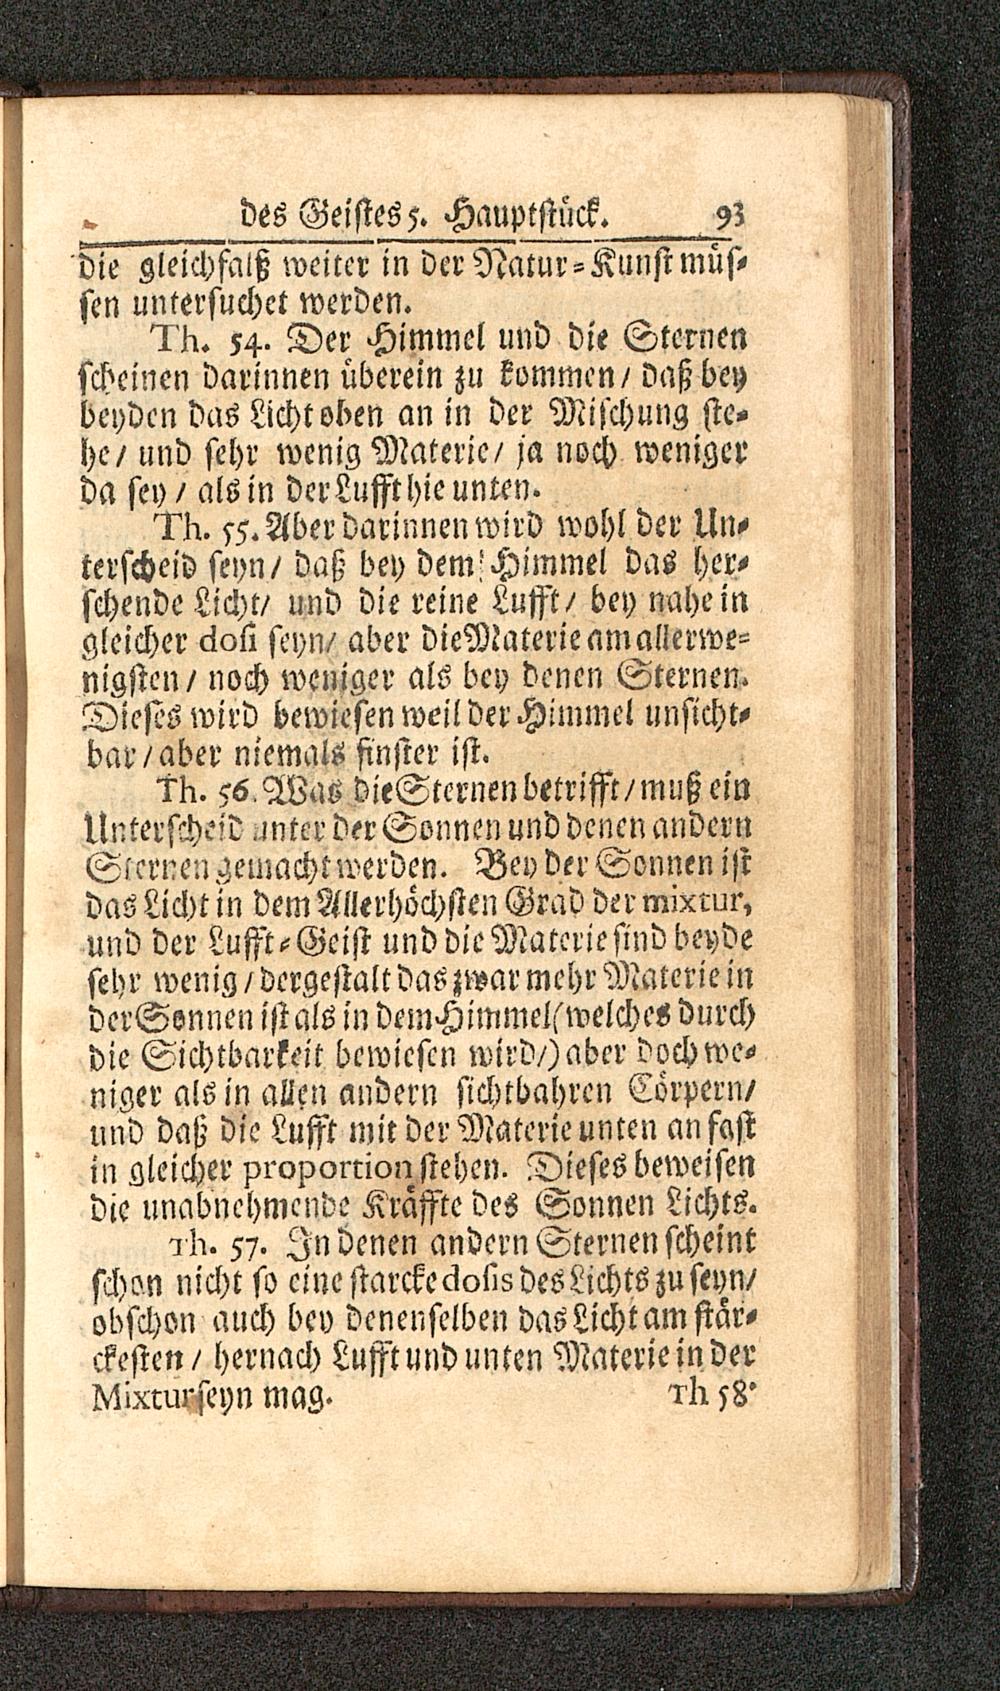 des Geistes 5. Hauptstück. 93
die gleichfalß weiter in der Natur-Kunst müs-
sen untersuchet werden.
Th. 54. Der Himmel und die Sternen
scheinen darinnen überein zu kommen / daß bey
beyden das Licht oben an in der Mischung ste-
he / und sehr wenig Materie / ja noch weniger
da sey / als in der Lufft hie unten.
Th. 55. Aber darinnen wird wohl der Un-
terscheid seyn / daß bey dem Himmel das her-
schende Licht / und die reine Lufft / bey nahe in
gleicher dosi seyn / aber die Materie am allerwe-
nigsten / noch weniger als bey denen Sternen.
Dieses wird bewiesen weil der Himmel unsicht-
bar / aber niemals finster ist.
Th. 56. Was die Sternen betrifft / muß ein
Unterscheid unter der Sonnen und denen andern
Sternen gemacht werden. Bey der Sonnen ist
das Licht in dem Allerhöchsten Grad der mixtur,
und der Lufft-Geist und die Materie sind beyde
sehr wenig / dergestalt das zwar mehr Materie in
der Sonnen ist als in dem Himmel (welches durch
die Sichtbarkeit bewiesen wird /) aber doch we-
niger als in allen andern sichtbahren Cörpern /
und daß die Lufft mit der Materie unten an fast
in gleicher proportion stehen. Dieses beweisen
die unabnehmende Kräffte des Sonnen Lichts.
Th. 57. In denen andern Sternen scheint
schon nicht so eine starcke dosis des Lichts zu seyn /
obschon auch bey denenselben das Licht am stär-
ckesten / hernach Lufft und unten Materie in der
Mixtur seyn mag. Th 58.